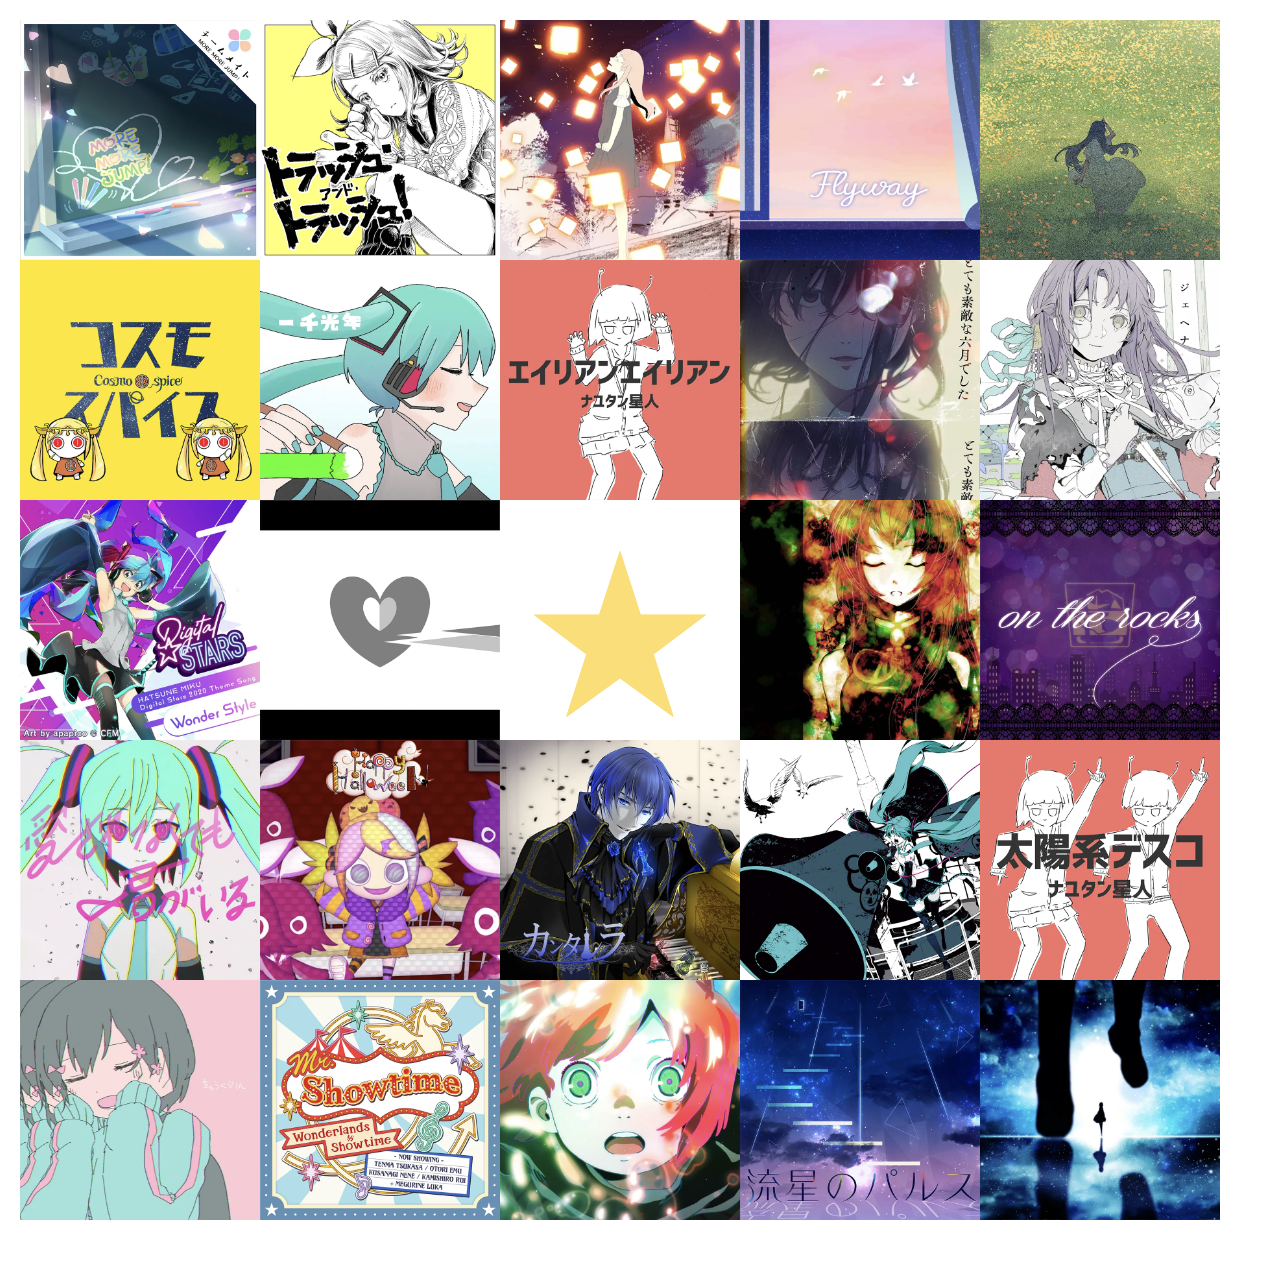 チームメイト
MORE MORE JUMP!
MORE
MORE
JUMP!
トラッシュ・
アンド・
トラッシュ!
Flyway
コスモ
Cosmo spice
スパイス
一千光年
エイリアンエイリアン
ナユタン星人
とても素敵な六月でした
とても素敵
ジェヘナ
Digital
STARS
HATSUNE MIKU
Digital Stars 2020 Theme Song
Wonder Style
Art by apapico © CFM
on the rocks
愛されなくても
君がいる
Happy
Halloween
カンタレラ
太陽系デスコ
ナユタン星人
きゅうくらりん
Mr.
Showtime
Wonderlands
×
Showtime
- NOW SHOWING -
TENMA TSUKASA / OTORI EMU
KUSANAGI NENE / KAMISHIRO RUI
+ MEGURINE LUKA
流星のパルス